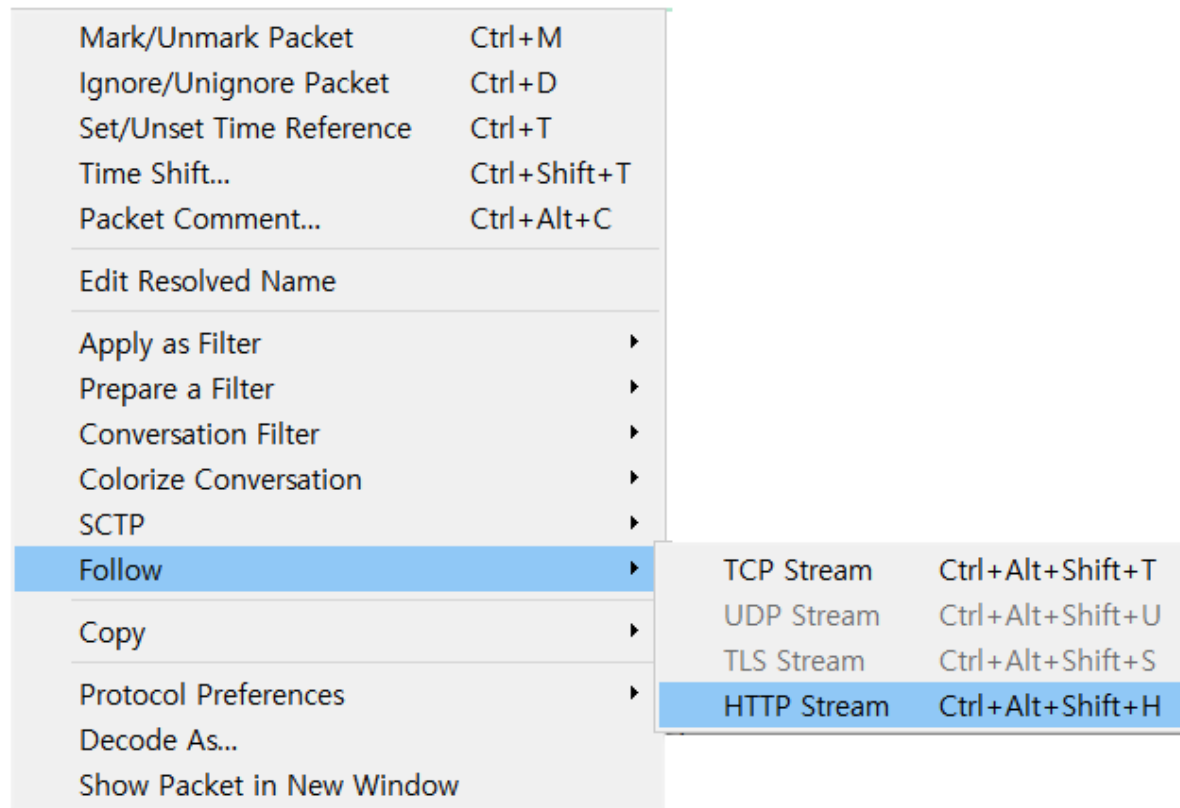 Mark/Unmark Packet Ctrl+M
Ignore/Unignore Packet Ctrl+D
Set/Unset Time Reference Ctrl+T
Time Shift... Ctrl+Shift+T
Packet Comment... Ctrl+Alt+C
Edit Resolved Name
Apply as Filter
Prepare a Filter
Conversation Filter
Colorize Conversation
SCTP
Follow
TCP Stream Ctrl+Alt+Shift+T
UDP Stream Ctrl+Alt+Shift+U
TLS Stream Ctrl+Alt+Shift+S
HTTP Stream Ctrl+Alt+Shift+H
Copy
Protocol Preferences
Decode As...
Show Packet in New Window